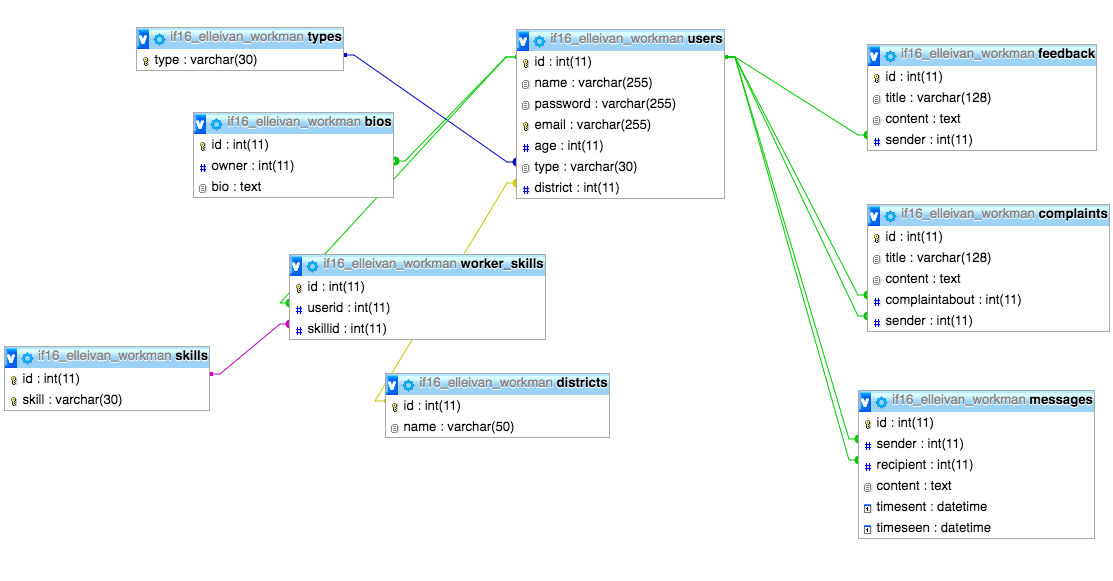 if16_elleivan_workman types
type : varchar(30)
if16_elleivan_workman users
id : int(11)
name : varchar(255)
password : varchar(255)
email : varchar(255)
age : int(11)
type : varchar(30)
district : int(11)
if16_elleivan_workman feedback
id : int(11)
title : varchar(128)
content : text
sender : int(11)
if16_elleivan_workman bios
id : int(11)
owner : int(11)
bio : text
if16_elleivan_workman complaints
id : int(11)
title : varchar(128)
content : text
complaintabout : int(11)
sender : int(11)
if16_elleivan_workman worker_skills
id : int(11)
userid : int(11)
skillid : int(11)
if16_elleivan_workman skills
id : int(11)
skill : varchar(30)
if16_elleivan_workman districts
id : int(11)
name : varchar(50)
if16_elleivan_workman messages
id : int(11)
sender : int(11)
recipient : int(11)
content : text
timesent : datetime
timeseen : datetime